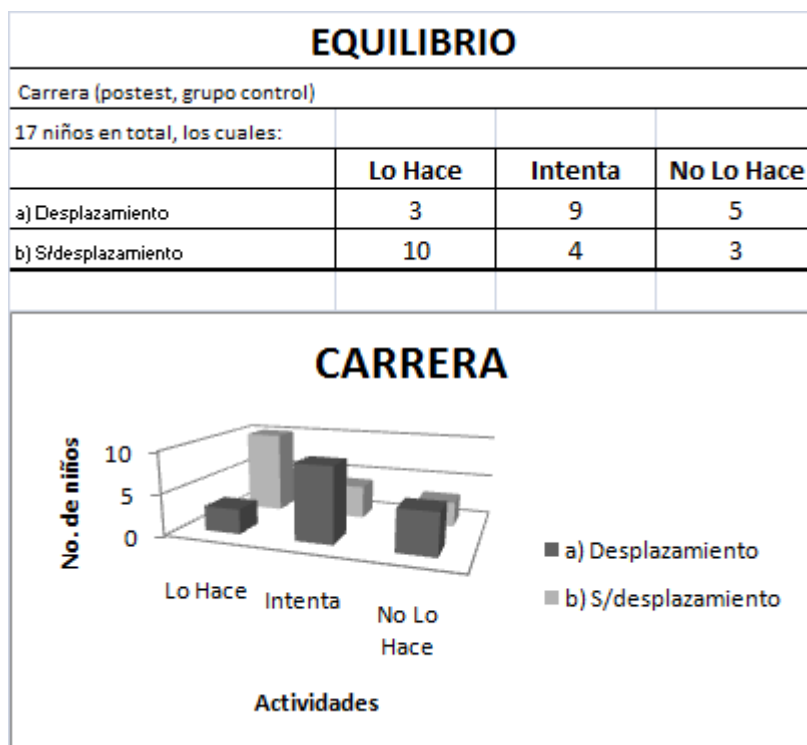 EQUILIBRIO
Carrera (postest, grupo control)
17 niños en total, los cuales:
Lo Hace Intenta No Lo Hace
a) Desplazamiento 3 9 5
b) S/desplazamiento 10 4 3
CARRERA
No. de niños
10
5
0
Lo Hace Intenta No Lo
Hace
Actividades
a) Desplazamiento
b) S/desplazamiento